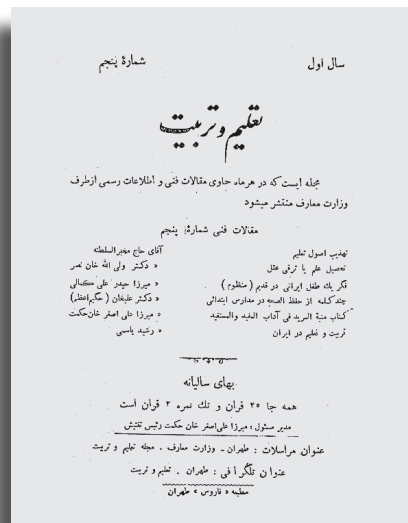 سال اول شمارهٔ پنجم
تعلیم و تربیت
مجله ایست که در هر ماه حاوی مقالات فنی و اطلاعات رسمی از طرف
وزارت معارف منتشر میشود
مقالات فنی شمارهٔ پنجم
تهذیب اصول تعلیم آقای حاج مخبرالسلطنه
تحصیل علم یا ترقی عقل « دکتر ولی الله خان نصر
فکر یك طفل ایرانی در قدیم (منظوم) « میرزا حیدر علی کمالی
چند کلمه از حفظ الصحه در مدارس ابتدائی « دکتر علیخان (حکیم‌اعظم)
کتاب منیة المرید فی آداب المفید والمستفید « میرزا علی اصغر خان حکمت
تربیت و تعلیم در ایران « رشید یاسمی
بهای سالیانه
همه جا ۲۵ قران و تك نمره ۳ قران است
مدیر مسئول : میرزا علی‌اصغر خان حکمت رئیس تفتیش
عنوان مراسلات : طهران - وزارت معارف . مجله تعلیم و تربیت
عنوان تلگرافی : طهران . تعلیم و تربیت
مطبعه « فاروس » طهران